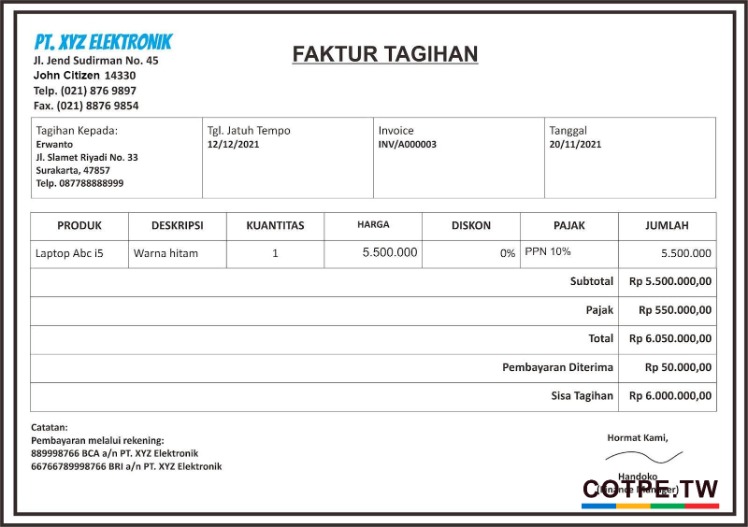 PT. XYZ ELEKTRONIK
Jl. Jend Sudirman No. 45
John Citizen 14330
Telp. (021) 876 9897
Fax. (021) 8876 9854
FAKTUR TAGIHAN
Tagihan Kepada:
Erwanto
Jl. Slamet Riyadi No. 33
Surakarta, 47857
Telp. 087788888999
Tgl. Jatuh Tempo
12/12/2021
Invoice
INV/A000003
Tanggal
20/11/2021
PRODUK DESKRIPSI KUANTITAS HARGA DISKON PAJAK JUMLAH
Laptop Abc i5 Warna hitam 1 5.500.000 0% PPN 10% 5.500.000
Subtotal Rp 5.500.000,00
Pajak Rp 550.000,00
Total Rp 6.050.000,00
Pembayaran Diterima Rp 50.000,00
Sisa Tagihan Rp 6.000.000,00
Catatan:
Pembayaran melalui rekening:
889998766 BCA a/n PT. XYZ Elektronik
66766789998766 BRI a/n PT. XYZ Elektronik
Hormat Kami,
Handoko
COTPE.TW